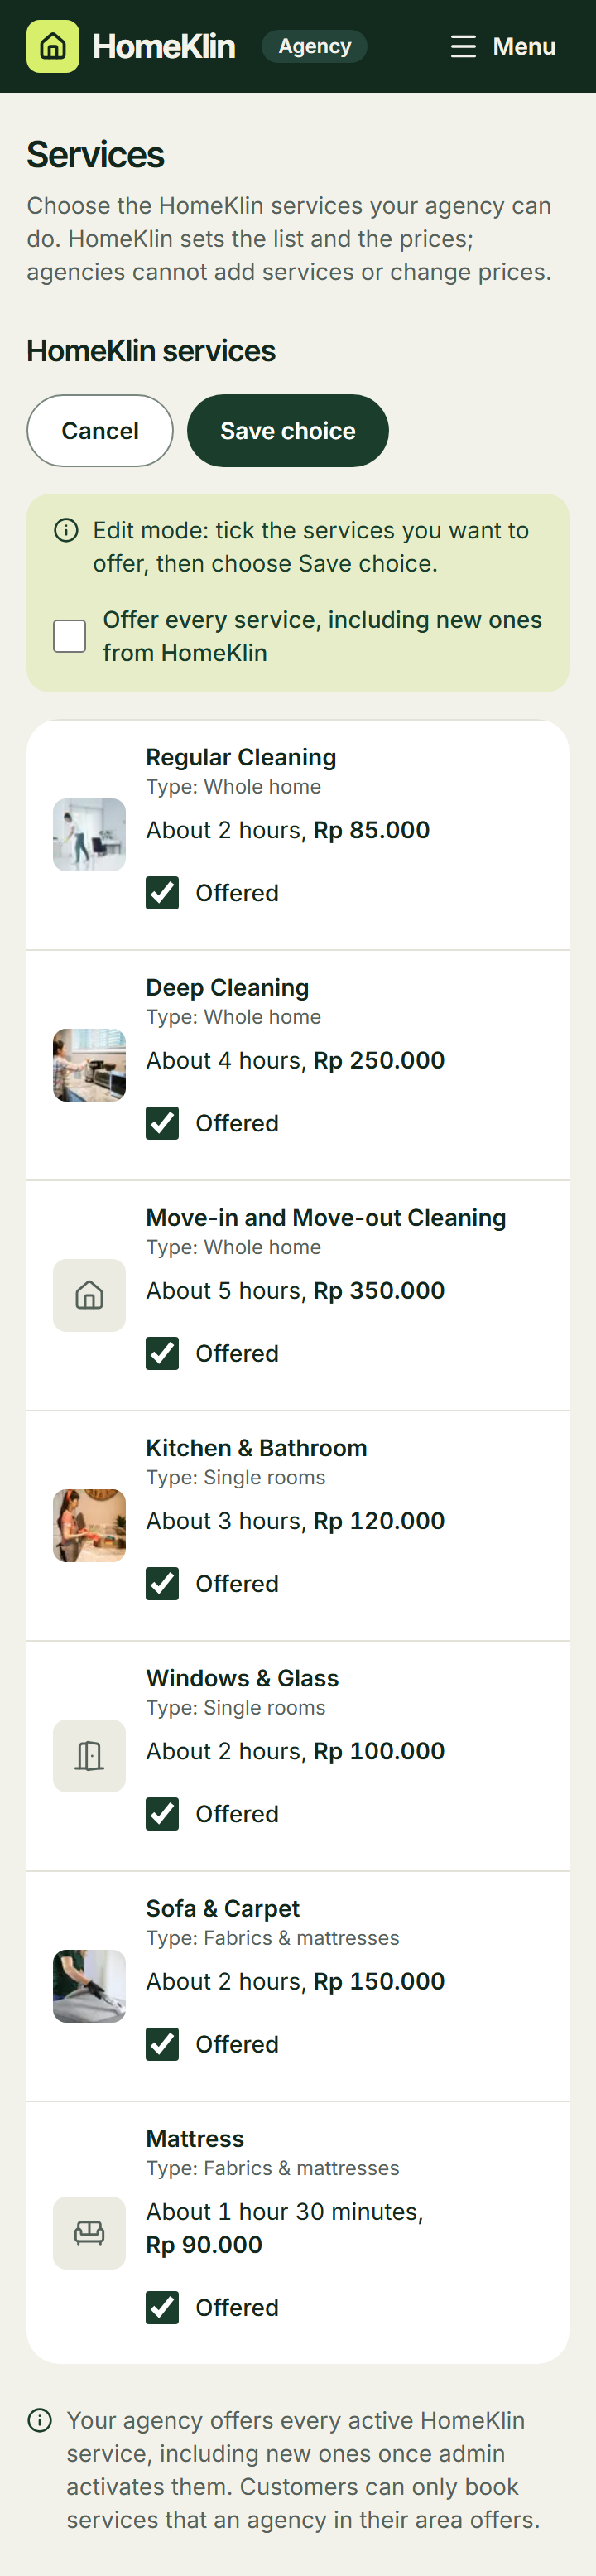 HomeKlin
Agency
Menu
Services
Choose the HomeKlin services your agency can
do. HomeKlin sets the list and the prices;
agencies cannot add services or change prices.
HomeKlin services
Cancel
Save choice
Edit mode: tick the services you want to
offer, then choose Save choice.
Offer every service, including new ones
from HomeKlin
Regular Cleaning
Type: Whole home
About 2 hours, Rp 85.000
Offered
Deep Cleaning
Type: Whole home
About 4 hours, Rp 250.000
Offered
Move-in and Move-out Cleaning
Type: Whole home
About 5 hours, Rp 350.000
Offered
Kitchen & Bathroom
Type: Single rooms
About 3 hours, Rp 120.000
Offered
Windows & Glass
Type: Single rooms
About 2 hours, Rp 100.000
Offered
Sofa & Carpet
Type: Fabrics & mattresses
About 2 hours, Rp 150.000
Offered
Mattress
Type: Fabrics & mattresses
About 1 hour 30 minutes,
Rp 90.000
Offered
Your agency offers every active HomeKlin
service, including new ones once admin
activates them. Customers can only book
services that an agency in their area offers.